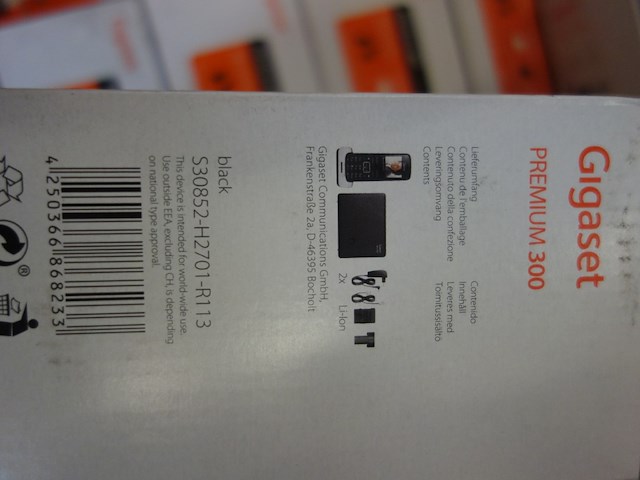 Gigaset
PREMIUM 300
Lieferumfang
Contenu de l'emballage
Contenuto della confezione
Leveringsomvang
Contents
Contenido
Innehåll
Leveres med
Toimitussisältö
2x
Li-Ion
Gigaset Communications GmbH,
Frankenstraße 2a, D-46395 Bocholt
black
S30852-H2701-R113
This device is intended for world-wide use.
Use outside EEA, excluding CH, is depending
on national type approval.
4 250366 868233
®